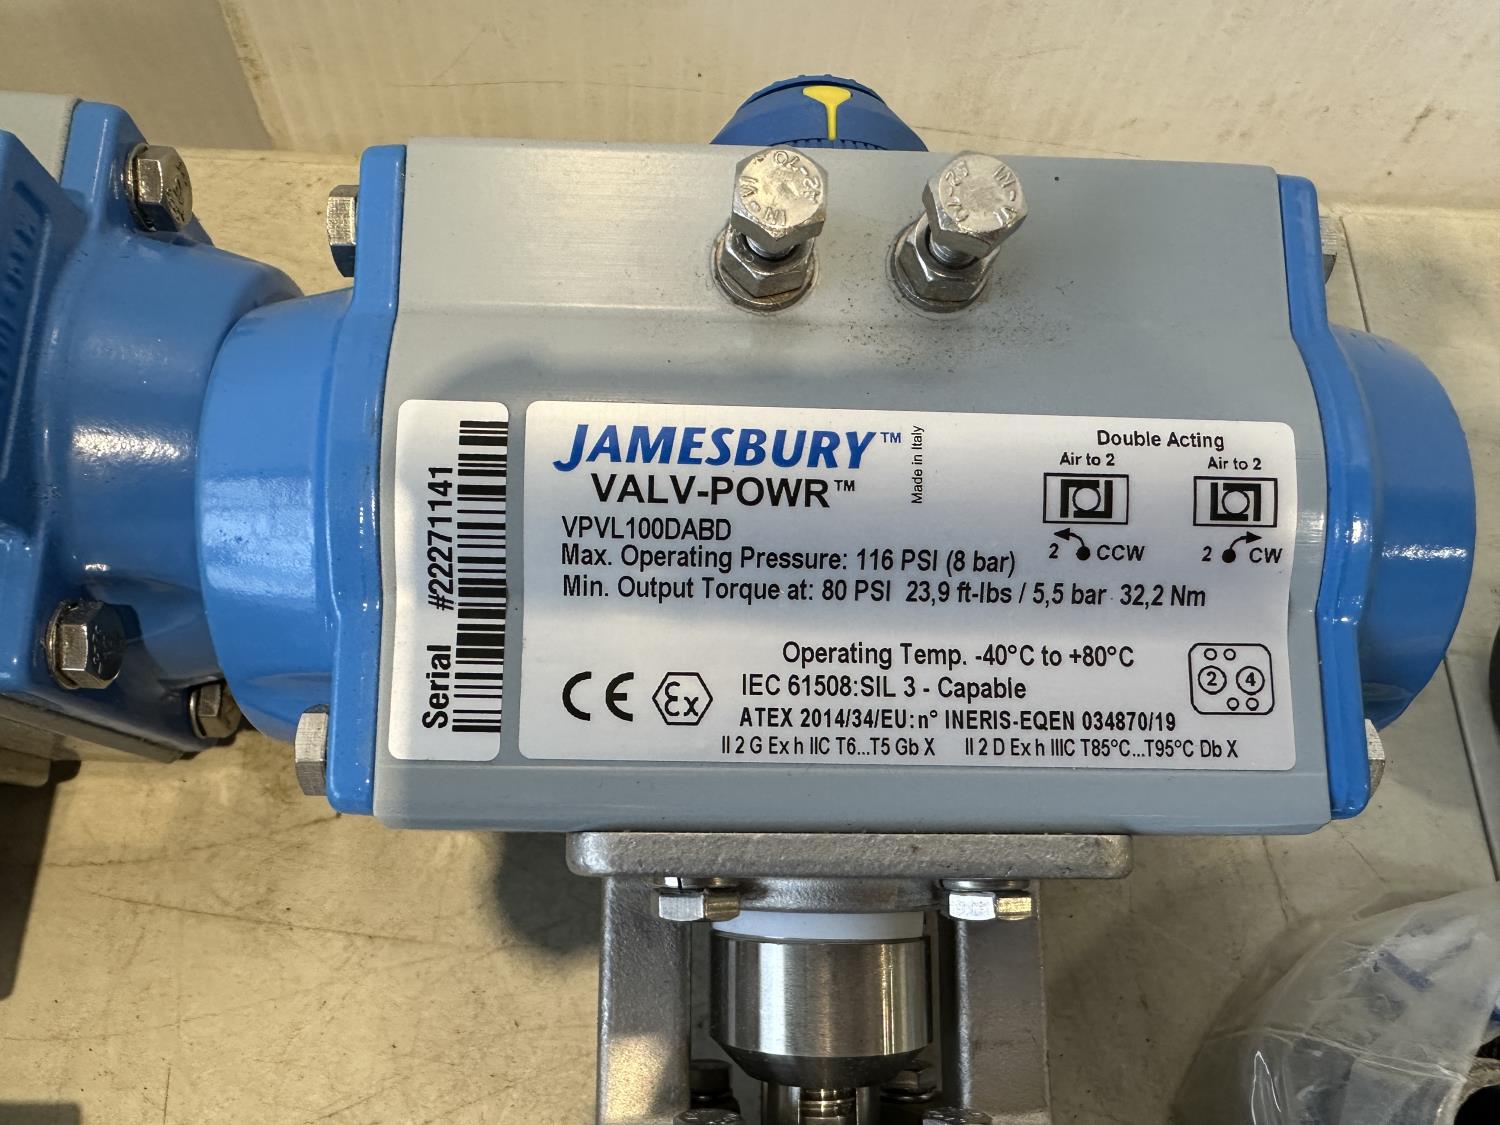 Serial #22271141
JAMESBURY™
VALV-POWR™
Made in Italy
VPVL100DABD
Max. Operating Pressure: 116 PSI (8 bar)
Min. Output Torque at: 80 PSI 23,9 ft-lbs / 5,5 bar 32,2 Nm
Double Acting
Air to 2 Air to 2
2 CCW 2 CW
Operating Temp. -40°C to +80°C
IEC 61508:SIL 3 - Capable
ATEX 2014/34/EU:n° INERIS-EQEN 034870/19
II 2 G Ex h IIC T6...T5 Gb X II 2 D Ex h IIIC T85°C...T95°C Db X
CE Ex
2 4